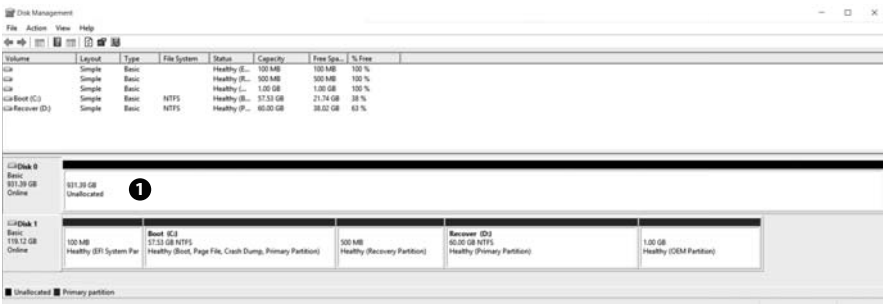 Disk Management
File Action View Help
Volume Layout Type File System Status Capacity Free Spa... % Free
Simple Basic Healthy (E... 100 MB 100 MB 100 %
Simple Basic Healthy (R... 500 MB 500 MB 100 %
Simple Basic Healthy (... 1.00 GB 1.00 GB 100 %
Boot (C:) Simple Basic NTFS Healthy (B... 57.53 GB 21.74 GB 38 %
Recover (D:) Simple Basic NTFS Healthy (P... 60.00 GB 38.02 GB 63 %
Disk 0
Basic
931.39 GB
Online
931.39 GB
Unallocated
1
Disk 1
Basic
119.12 GB
Online
100 MB
Healthy (EFI System Par
Boot (C:)
57.53 GB NTFS
Healthy (Boot, Page File, Crash Dump, Primary Partition)
500 MB
Healthy (Recovery Partition)
Recover (D:)
60.00 GB NTFS
Healthy (Primary Partition)
1.00 GB
Healthy (OEM Partition)
Unallocated Primary partition